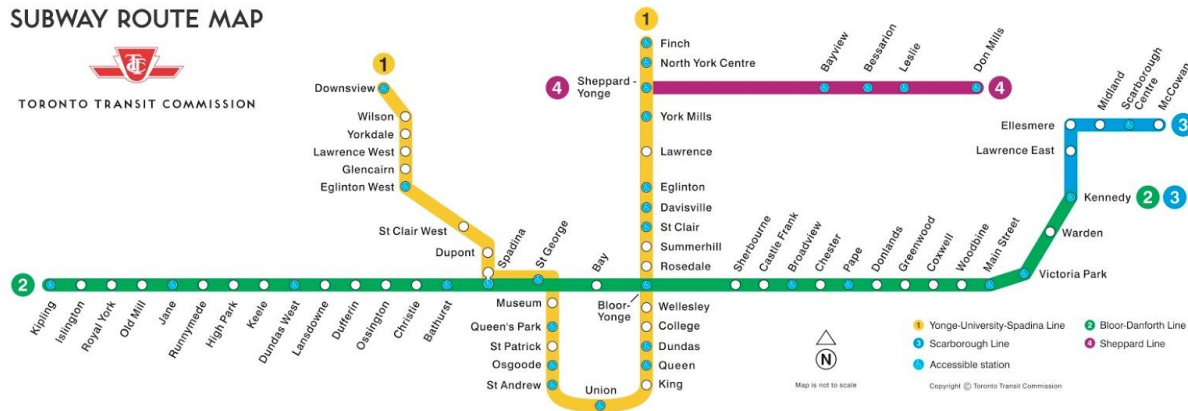 SUBWAY ROUTE MAP
TTC
TORONTO TRANSIT COMMISSION
1
Downsview
Wilson
Yorkdale
Lawrence West
Glencairn
Eglinton West
St Clair West
Dupont
Spadina
St George
Museum
Queen's Park
St Patrick
Osgoode
St Andrew
Union
1
Finch
North York Centre
Sheppard -
Yonge
York Mills
Lawrence
Eglinton
Davisville
St Clair
Summerhill
Rosedale
Bloor-
Yonge
Wellesley
College
Dundas
Queen
King
4
Bayview
Bessarion
Leslie
Don Mills
4
2
Kipling
Islington
Royal York
Old Mill
Jane
Runnymede
High Park
Keele
Dundas West
Lansdowne
Dufferin
Ossington
Christie
Bathurst
Bay
Sherbourne
Castle Frank
Broadview
Chester
Pape
Donlands
Greenwood
Coxwell
Woodbine
Main Street
Victoria Park
Warden
Kennedy
2
3
Lawrence East
Ellesmere
Midland
Scarborough
Centre
McCowan
3
N
Map is not to scale
1 Yonge-University-Spadina Line
2 Bloor-Danforth Line
3 Scarborough Line
4 Sheppard Line
Accessible station
Copyright © Toronto Transit Commission